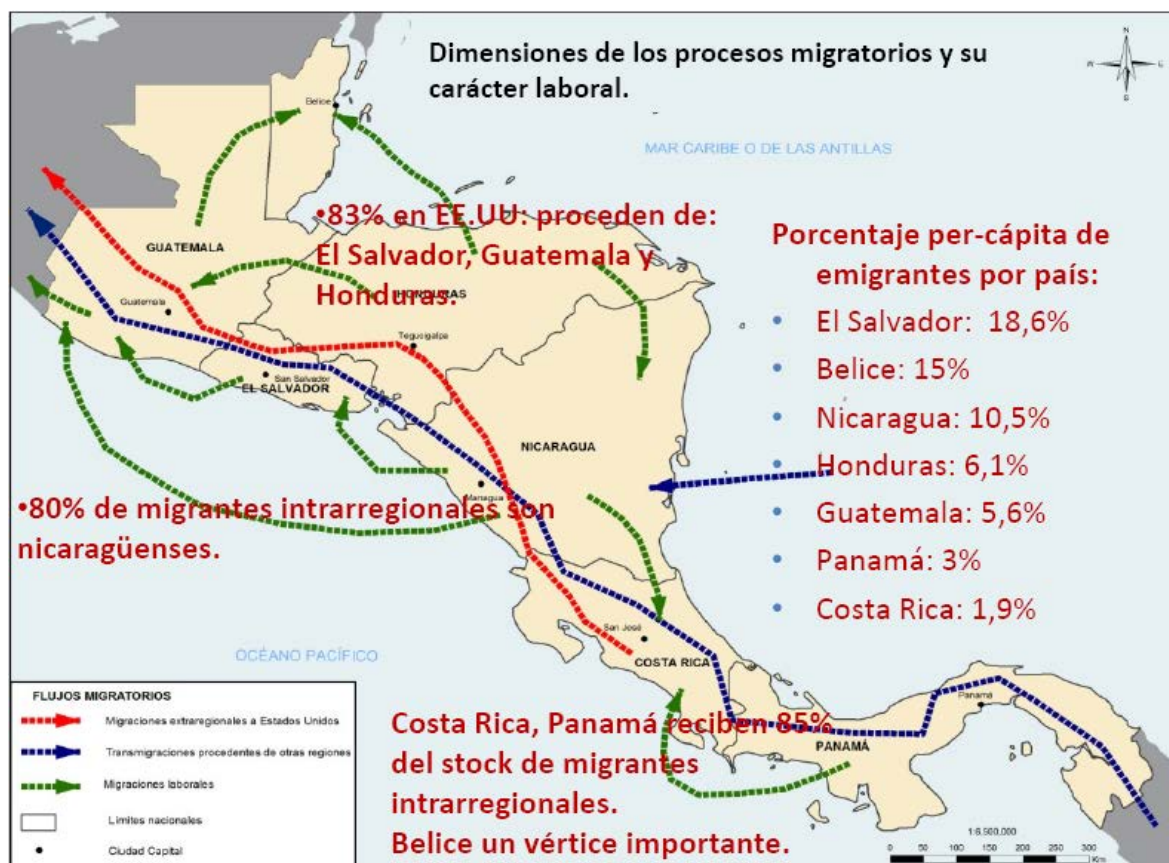 Dimensiones de los procesos migratorios y su
carácter laboral.
N
W
E
S
Belice
MAR CARIBE O DE LAS ANTILLAS
•83% en EE.UU: proceden de:
El Salvador, Guatemala y
Honduras.
GUATEMALA
HONDURAS
Guatemala
Tegucigalpa
San Salvador
EL SALVADOR
NICARAGUA
Managua
Porcentaje per-cápita de
emigrantes por país:
• El Salvador: 18,6%
• Belice: 15%
• Nicaragua: 10,5%
• Honduras: 6,1%
• Guatemala: 5,6%
• Panamá: 3%
• Costa Rica: 1,9%
•80% de migrantes intrarregionales son
nicaragüenses.
OCÉANO PACÍFICO
San José
COSTA RICA
Panamá
PANAMÁ
FLUJOS MIGRATORIOS
Migraciones extraregionales a Estados Unidos
Transmigraciones procedentes de otras regiones
Migraciones laborales
Límites nacionales
Ciudad Capital
Costa Rica, Panamá reciben 85%
del stock de migrantes
intrarregionales.
Belice un vértice importante.
1:6,500,000
0 50 100 150 200 250 300
Km